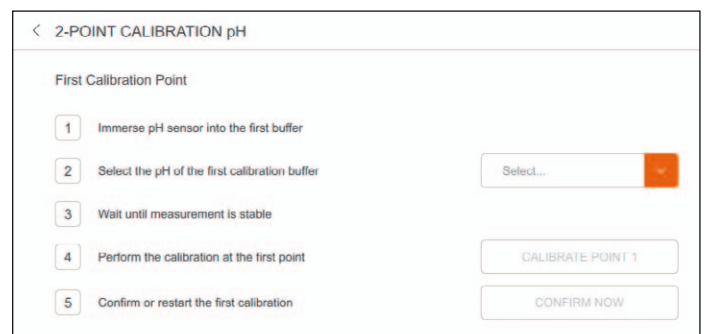 2-POINT CALIBRATION pH
First Calibration Point
1 Immerse pH sensor into the first buffer
2 Select the pH of the first calibration buffer Select...
3 Wait until measurement is stable
4 Perform the calibration at the first point CALIBRATE POINT 1
5 Confirm or restart the first calibration CONFIRM NOW